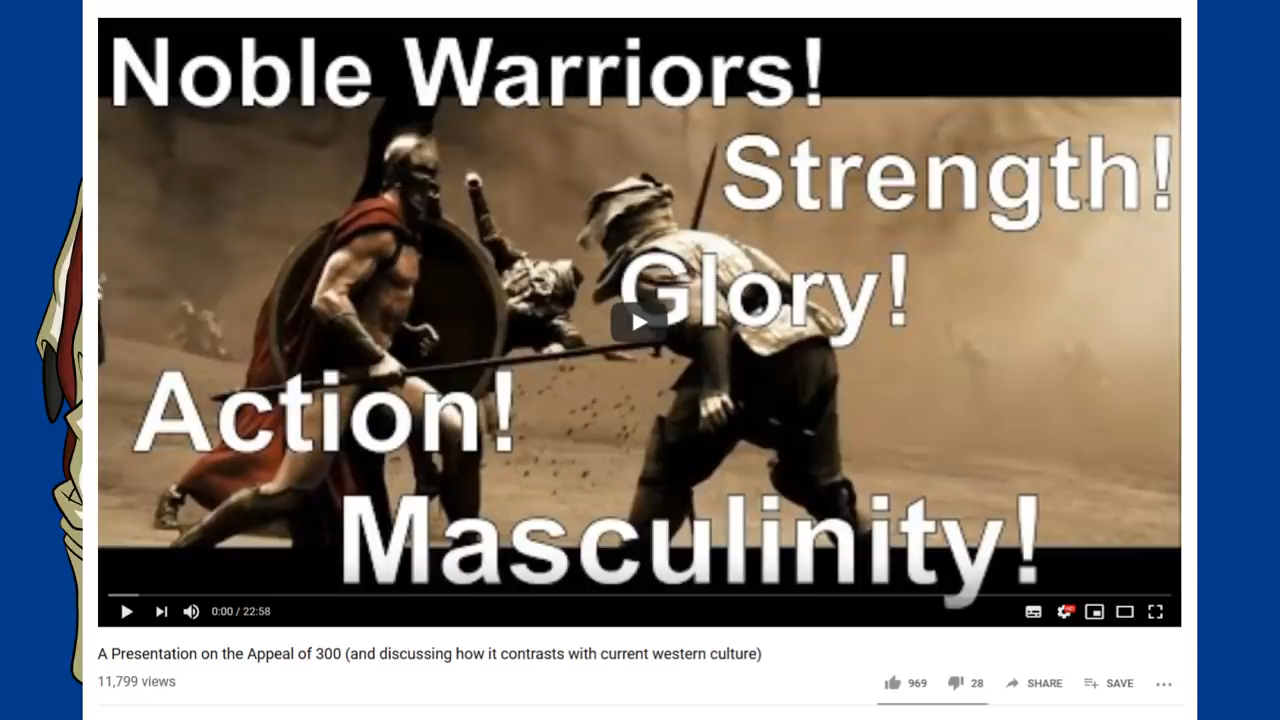 Noble Warriors!
Strength!
Glory!
Action!
Masculinity!
0:00 / 22:58
HD
A Presentation on the Appeal of 300 (and discussing how it contrasts with current western culture)
11,799 views
969
28
SHARE
SAVE